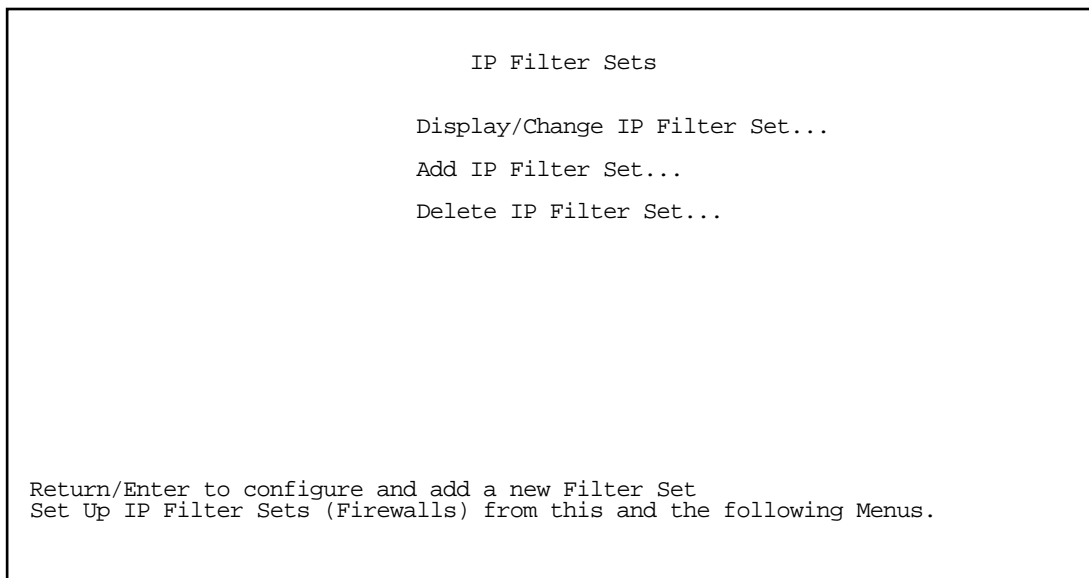 IP Filter Sets
Display/Change IP Filter Set...
Add IP Filter Set...
Delete IP Filter Set...
Return/Enter to configure and add a new Filter Set
Set Up IP Filter Sets (Firewalls) from this and the following Menus.